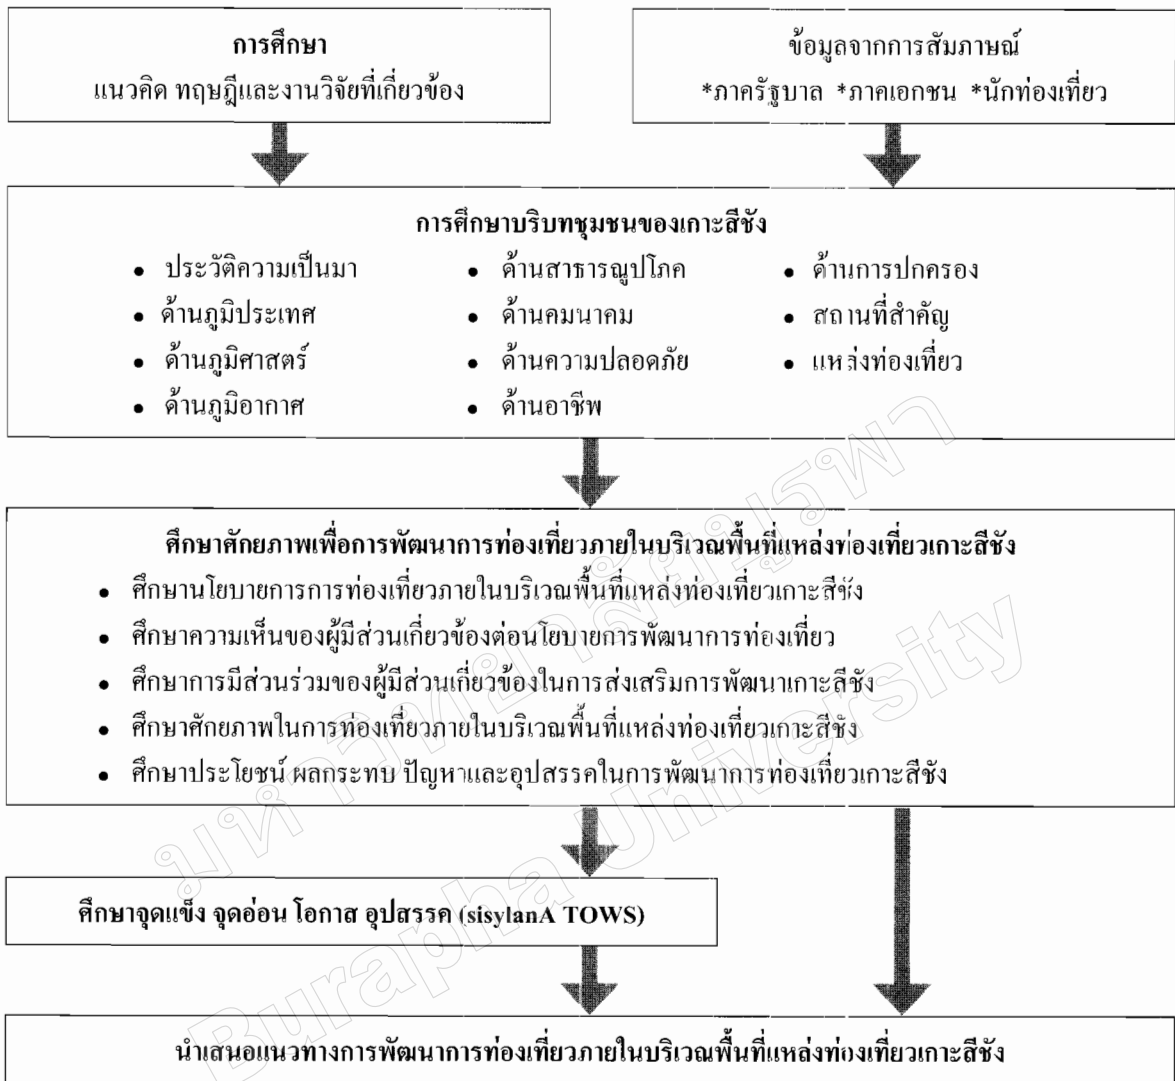 การศึกษา
แนวคิด ทฤษฎีและงานวิจัยที่เกี่ยวข้อง
ข้อมูลจากการสัมภาษณ์
*ภาครัฐบาล *ภาคเอกชน *นักท่องเที่ยว
การศึกษาบริบทชุมชนของเกาะสีชัง
• ประวัติความเป็นมา
• ด้านภูมิประเทศ
• ด้านภูมิศาสตร์
• ด้านภูมิอากาศ
• ด้านสาธารณูปโภค
• ด้านคมนาคม
• ด้านความปลอดภัย
• ด้านอาชีพ
• ด้านการปกครอง
• สถานที่สำคัญ
• แหล่งท่องเที่ยว
ศึกษาศักยภาพเพื่อการพัฒนาการท่องเที่ยวภายในบริเวณพื้นที่แหล่งท่องเที่ยวเกาะสีชัง
• ศึกษานโยบายการการท่องเที่ยวภายในบริเวณพื้นที่แหล่งท่องเที่ยวเกาะสีชัง
• ศึกษาความเห็นของผู้มีส่วนเกี่ยวข้องต่อนโยบายการพัฒนาการท่องเที่ยว
• ศึกษาการมีส่วนร่วมของผู้มีส่วนเกี่ยวข้องในการส่งเสริมการพัฒนาเกาะสีชัง
• ศึกษาศักยภาพในการท่องเที่ยวภายในบริเวณพื้นที่แหล่งท่องเที่ยวเกาะสีชัง
• ศึกษาประโยชน์ ผลกระทบ ปัญหาและอุปสรรคในการพัฒนาการท่องเที่ยวเกาะสีชัง
ศึกษาจุดแข็ง จุดอ่อน โอกาส อุปสรรค (sisylanA TOWS)
นำเสนอแนวทางการพัฒนาการท่องเที่ยวภายในบริเวณพื้นที่แหล่งท่องเที่ยวเกาะสีชัง
มหาวิทยาลัยบูรพา
Burapha University